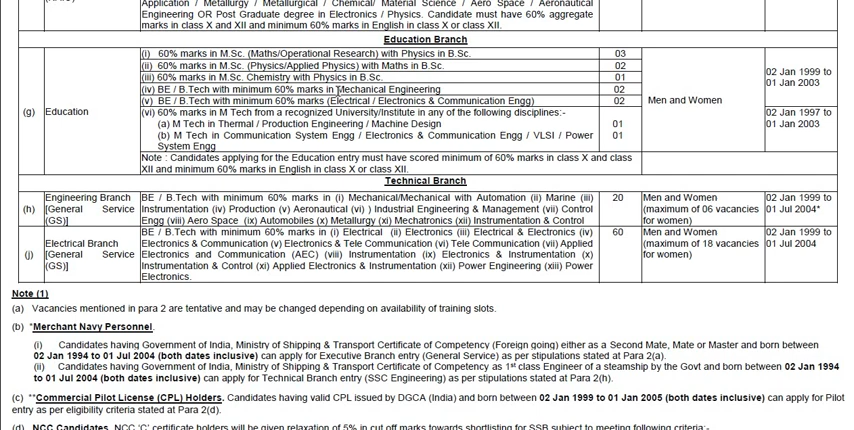 Application / Metallurgy / Metallurgical / Chemical/ Material Science / Aero Space / Aeronautical
Engineering OR Post Graduate degree in Electronics / Physics. Candidate must have 60% aggregate
marks in class X and XII and minimum 60% marks in English in class X or class XII.
Education Branch
(g) Education
(i) 60% marks in M.Sc. (Maths/Operational Research) with Physics in B.Sc. 03
(ii) 60% marks in M.Sc. (Physics/Applied Physics) with Maths in B.Sc. 02
(iii) 60% marks in M.Sc. Chemistry with Physics in B.Sc. 01
(iv) BE / B.Tech with minimum 60% marks in Mechanical Engineering 02
(v) BE / B.Tech with minimum 60% marks (Electrical / Electronics & Communication Engg) 02
Men and Women
02 Jan 1999 to
01 Jan 2003
(vi) 60% marks in M Tech from a recognized University/Institute in any of the following disciplines:-
(a) M Tech in Thermal / Production Engineering / Machine Design 01
(b) M Tech in Communication System Engg / Electronics & Communication Engg / VLSI / Power 01
System Engg
02 Jan 1997 to
01 Jan 2003
Note : Candidates applying for the Education entry must have scored minimum of 60% marks in class X and class
XII and minimum 60% marks in English in class X or class XII.
Technical Branch
(h) Engineering Branch
[General Service
(GS)]
BE / B.Tech with minimum 60% marks in (i) Mechanical/Mechanical with Automation (ii) Marine (iii)
Instrumentation (iv) Production (v) Aeronautical (vi) ) Industrial Engineering & Management (vii) Control
Engg (viii) Aero Space (ix) Automobiles (x) Metallurgy (xi) Mechatronics (xii) Instrumentation & Control
20
Men and Women
(maximum of 06 vacancies
for women)
02 Jan 1999 to
01 Jul 2004*
(j) Electrical Branch
[General Service
(GS)]
BE / B.Tech with minimum 60% marks in (i) Electrical (ii) Electronics (iii) Electrical & Electronics (iv)
Electronics & Communication (v) Electronics & Tele Communication (vi) Tele Communication (vii) Applied
Electronics and Communication (AEC) (viii) Instrumentation (ix) Electronics & Instrumentation (x)
Instrumentation & Control (xi) Applied Electronics & Instrumentation (xii) Power Engineering (xiii) Power
Electronics.
60
Men and Women
(maximum of 18 vacancies
for women)
02 Jan 1999 to
01 Jul 2004
Note (1)
(a) Vacancies mentioned in para 2 are tentative and may be changed depending on availability of training slots.
(b) *Merchant Navy Personnel.
(i) Candidates having Government of India, Ministry of Shipping & Transport Certificate of Competency (Foreign going) either as a Second Mate, Mate or Master and born between
02 Jan 1994 to 01 Jul 2004 (both dates inclusive) can apply for Executive Branch entry (General Service) as per stipulations stated at Para 2(a).
(ii) Candidates having Government of India, Ministry of Shipping & Transport Certificate of Competency as 1st class Engineer of a steamship by the Govt and born between 02 Jan 1994
to 01 Jul 2004 (both dates inclusive) can apply for Technical Branch entry (SSC Engineering) as per stipulations stated at Para 2(h).
(c) **Commercial Pilot License (CPL) Holders, Candidates having valid CPL issued by DGCA (India) and born between 02 Jan 1999 to 01 Jan 2005 (both dates inclusive) can apply for Pilot
entry as per eligibility criteria stated at Para 2(d).
(d) NCC Candidates. NCC 'C' certificate holders will be given relaxation of 5% in cut off marks towards shortlisting for SSB subject to meeting following criteria:-